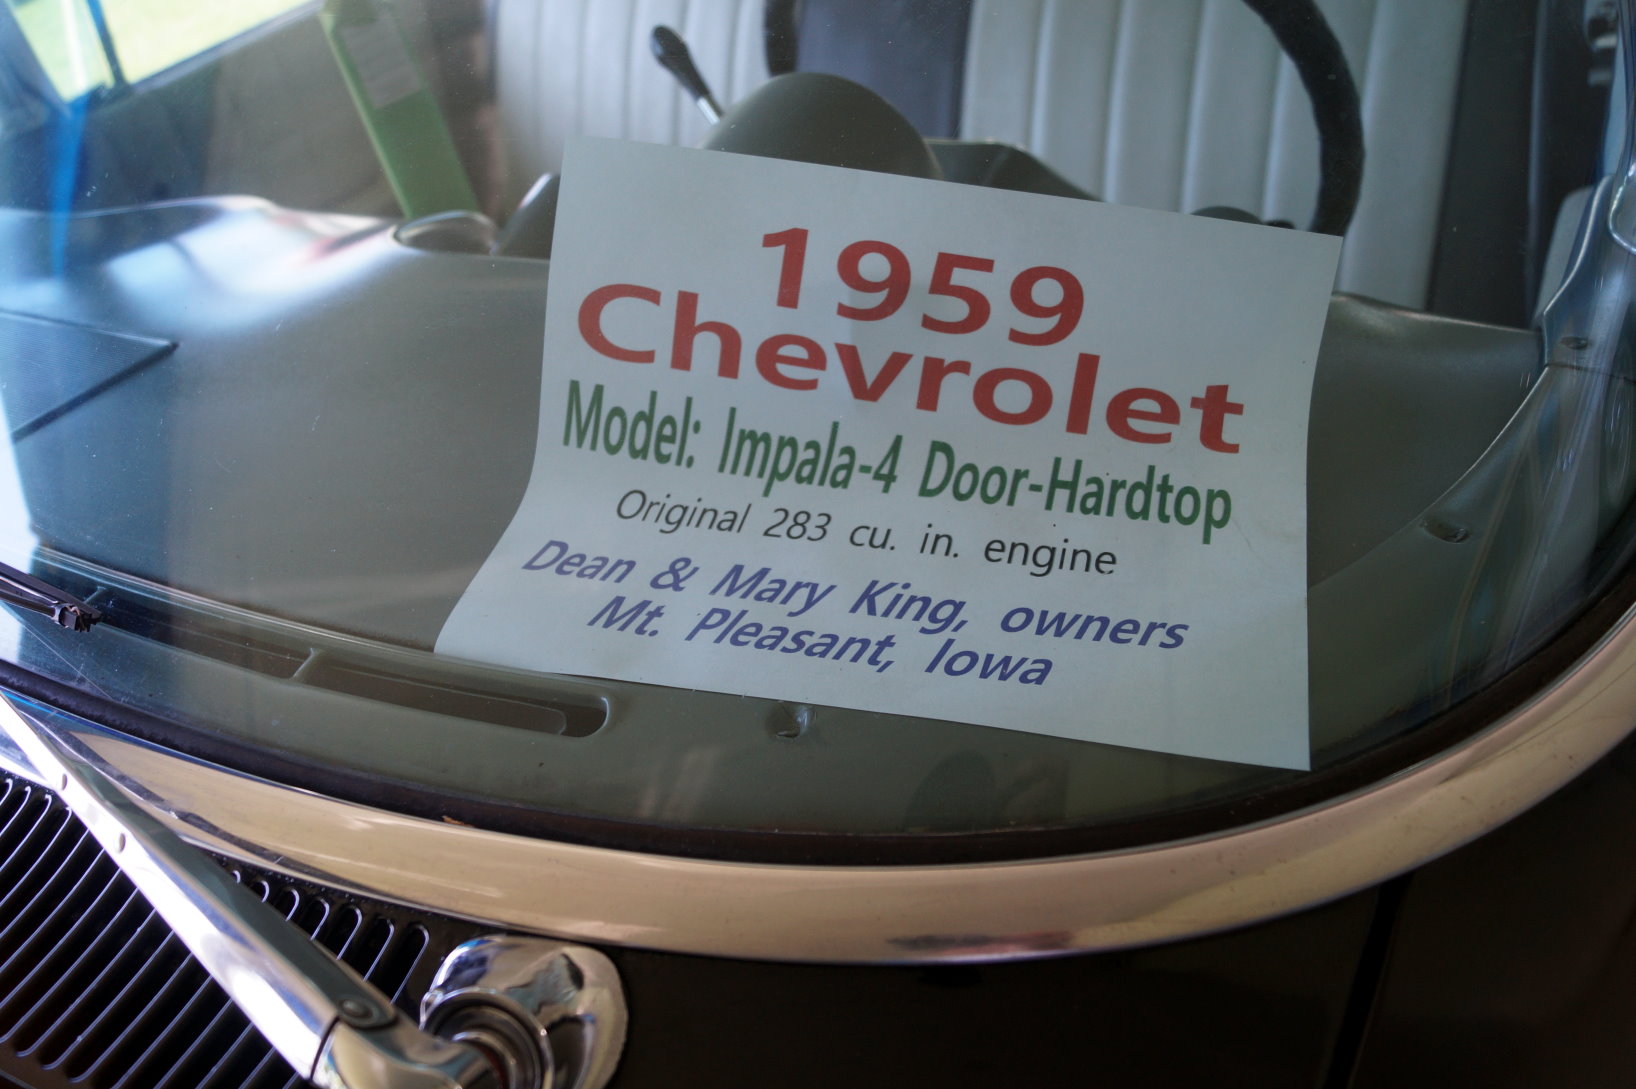 1959
Chevrolet
Model: Impala-4 Door-Hardtop
Original 283 cu. in. engine
Dean & Mary King, owners
Mt. Pleasant, Iowa